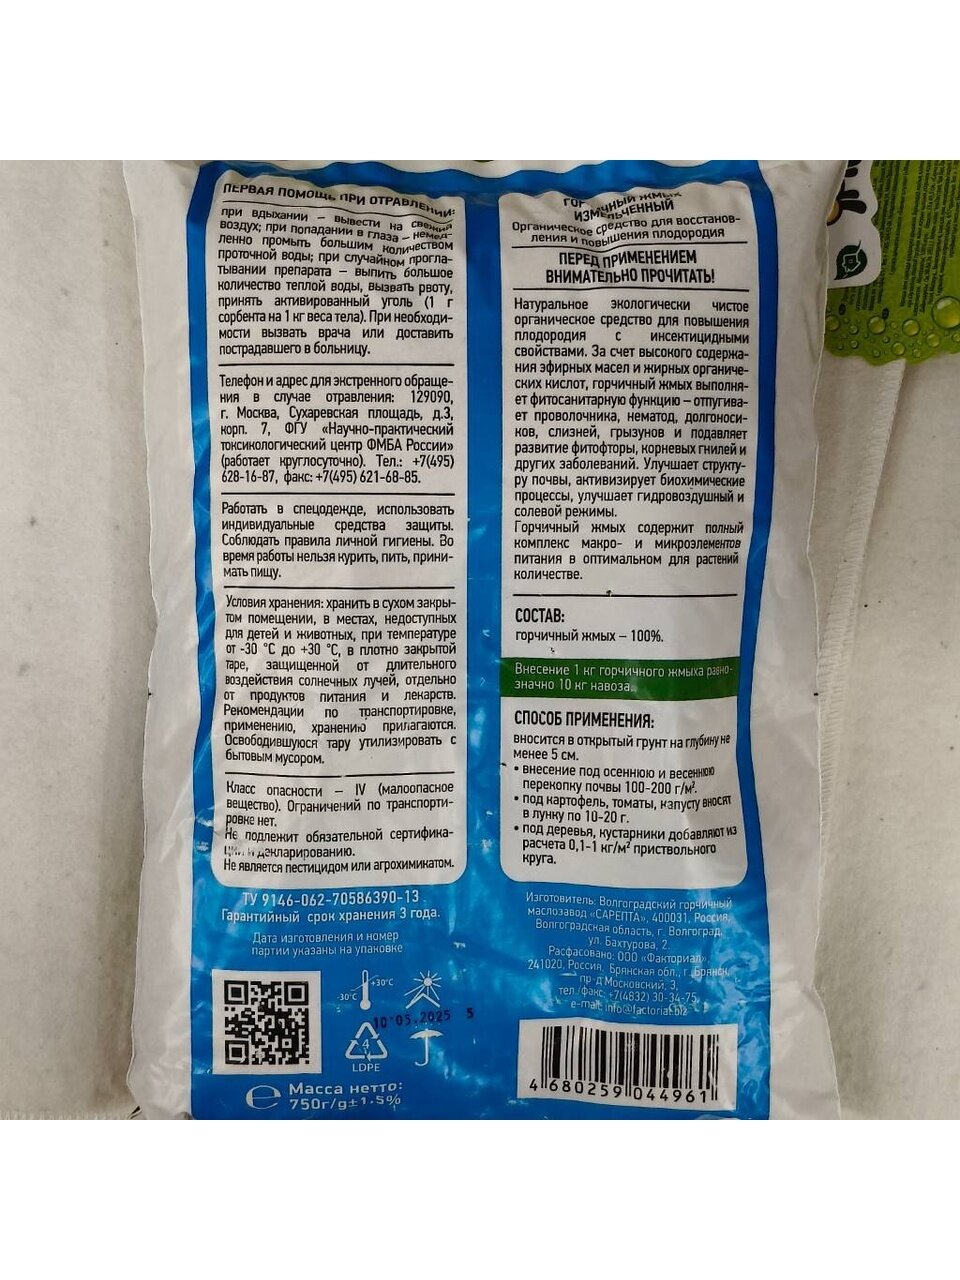 ПЕРВАЯ ПОМОЩЬ ПРИ ОТРАВЛЕНИИ:
при вдыхании – вывести на свежий
воздух; при попадании в глаза – немед-
ленно промыть большим количеством
проточной воды; при случайном прогла-
тывании препарата – выпить большое
количество теплой воды, вызвать рвоту,
принять активированный уголь (1 г
сорбента на 1 кг веса тела). При необходи-
мости вызвать врача или доставить
пострадавшего в больницу.
Телефон и адрес для экстренного обраще-
ния в случае отравления: 129090,
г. Москва, Сухаревская площадь, д.3,
корп. 7, ФГУ «Научно-практический
токсикологический центр ФМБА России»
(работает круглосуточно). Тел.: +7(495)
628-16-87, факс: +7(495) 621-68-85.
Работать в спецодежде, использовать
индивидуальные средства защиты.
Соблюдать правила личной гигиены. Во
время работы нельзя курить, пить, прини-
мать пищу.
Условия хранения: хранить в сухом закры-
том помещении, в местах, недоступных
для детей и животных, при температуре
от -30 °C до +30 °C, в плотно закрытой
таре, защищенной от длительного
воздействия солнечных лучей, отдельно
от продуктов питания и лекарств.
Рекомендации по транспортировке,
применению, хранению прилагаются.
Освободившуюся тару утилизировать с
бытовым мусором.
Класс опасности – IV (малоопасное
вещество). Ограничений по транспорти-
ровке нет.
Не подлежит обязательной сертифика-
ции и декларированию.
Не является пестицидом или агрохимикатом.
ТУ 9146-062-70586390-13
Гарантийный срок хранения 3 года.
Дата изготовления и номер
партии указаны на упаковке
-30°C +30°C
10 05.2025 5
4
LDPE
Масса нетто:
750г/g±1.5%
ЖМЫХ
ИЗМЕЛЬЧЕННЫЙ
Органическое средство для восстанов-
ления и повышения плодородия
ПЕРЕД ПРИМЕНЕНИЕМ
ВНИМАТЕЛЬНО ПРОЧИТАТЬ!
Натуральное экологически чистое
органическое средство для повышения
плодородия с инсектицидными
свойствами. За счет высокого содержа-
ния эфирных масел и жирных органиче-
ских кислот, горчичный жмых выполня-
ет фитосанитарную функцию – отпугива-
ет проволочника, нематод, долгоноси-
ков, слизней, грызунов и подавляет
развитие фитофторы, корневых гнилей и
других заболеваний. Улучшает структу-
ру почвы, активизирует биохимические
процессы, улучшает гидровоздушный и
солевой режимы.
Горчичный жмых содержит полный
комплекс макро- и микроэлементов
питания в оптимальном для растений
количестве.
СОСТАВ:
горчичный жмых – 100%.
Внесение 1 кг горчичного жмыха равно-
значно 10 кг навоза.
СПОСОБ ПРИМЕНЕНИЯ:
вносится в открытый грунт на глубину не
менее 5 см.
• внесение под осеннюю и весеннюю
перекопку почвы 100-200 г/м².
• под картофель, томаты, капусту вносят
в лунку по 10-20 г.
• под деревья, кустарники добавляют из
расчета 0,1-1 кг/м² приствольного
круга.
Изготовитель: Волгоградский горчичный
маслозавод «САРЕПТА», 400031, Россия,
Волгоградская область, г. Волгоград,
ул. Бахтурова, 2.
Расфасовано: ООО «Факториал»,
241020, Россия, Брянская обл., г. Брянск,
пр-д Московский, 3,
тел./факс: +7(4832) 30-34-75,
e-mail: info@factorial.biz
4 680259 044961